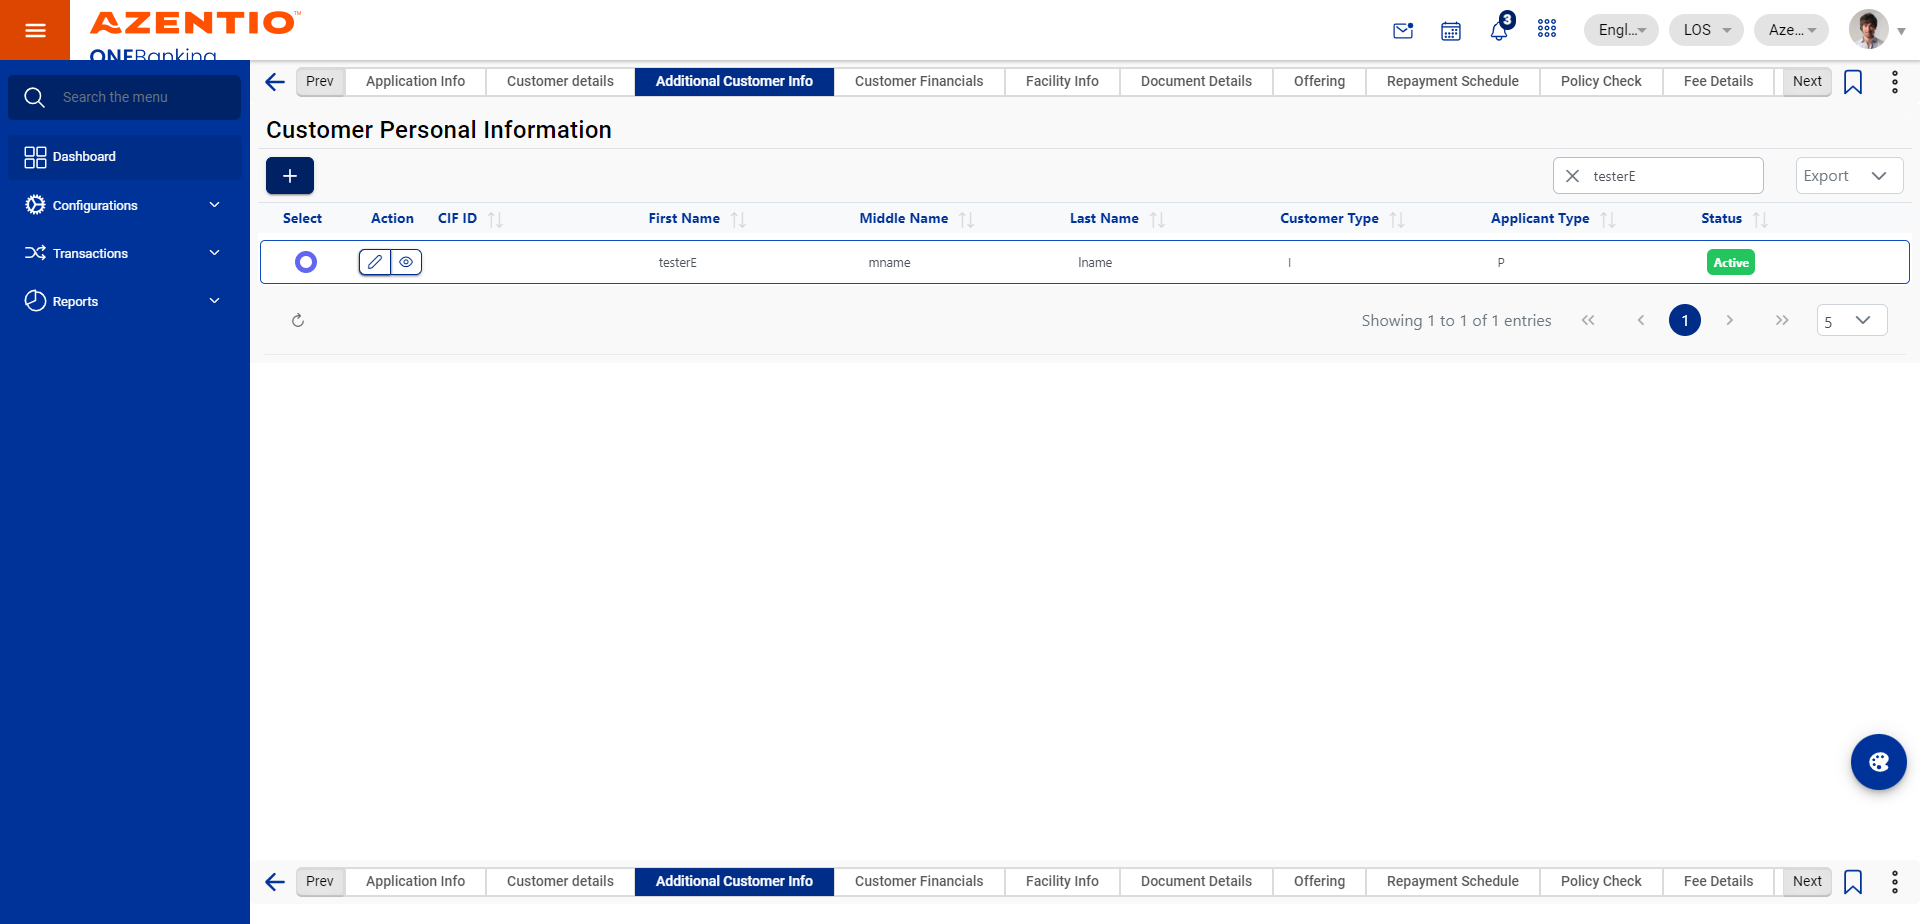 AZENTIO™
ONEBanking
3
Engl...
LOS
Aze...
Search the menu
Dashboard
Configurations
Transactions
Reports
Prev Application Info Customer details Additional Customer Info Customer Financials Facility Info Document Details Offering Repayment Schedule Policy Check Fee Details Next
Customer Personal Information
+
testerE
Export
Select Action CIF ID First Name Middle Name Last Name Customer Type Applicant Type Status
testerE mname lname I P Active
Showing 1 to 1 of 1 entries 1 5
Prev Application Info Customer details Additional Customer Info Customer Financials Facility Info Document Details Offering Repayment Schedule Policy Check Fee Details Next